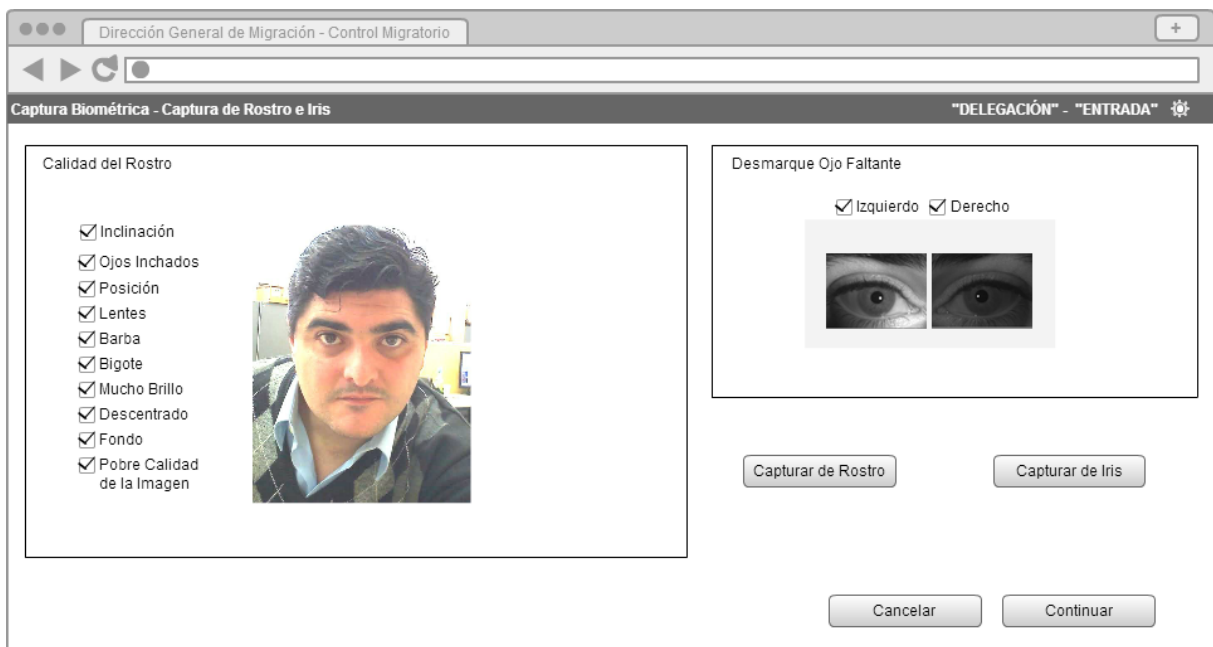 Dirección General de Migración - Control Migratorio
+
Captura Biométrica - Captura de Rostro e Iris
"DELEGACIÓN" - "ENTRADA"
Calidad del Rostro
Inclinación
Ojos Inchados
Posición
Lentes
Barba
Bigote
Mucho Brillo
Descentrado
Fondo
Pobre Calidad
de la Imagen
Desmarque Ojo Faltante
Izquierdo Derecho
Capturar de Rostro
Capturar de Iris
Cancelar
Continuar